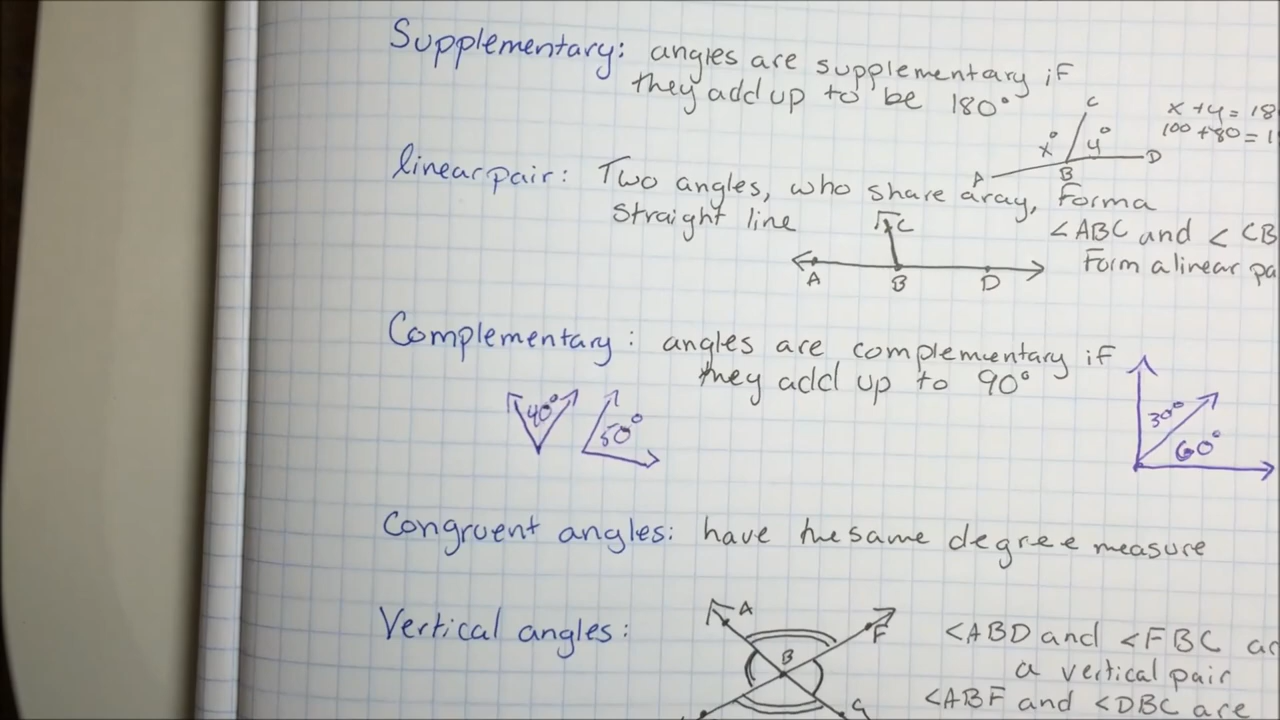 Supplementary: angles are supplementary if
they add up to be 180°
C
x + y = 18
100 + 80 = 1
x° y°
A B D
linear pair: Two angles, who share a ray, form a
straight line
C
A B D
<ABC and < CB
Form a linear pa
Complementary: angles are complementary if
they add up to 90°
40° 50°
30°
60°
Congruent angles: have the same degree measure
Vertical angles:
A F
B
<ABD and <FBC
a vertical pair
<ABF and <DBC are